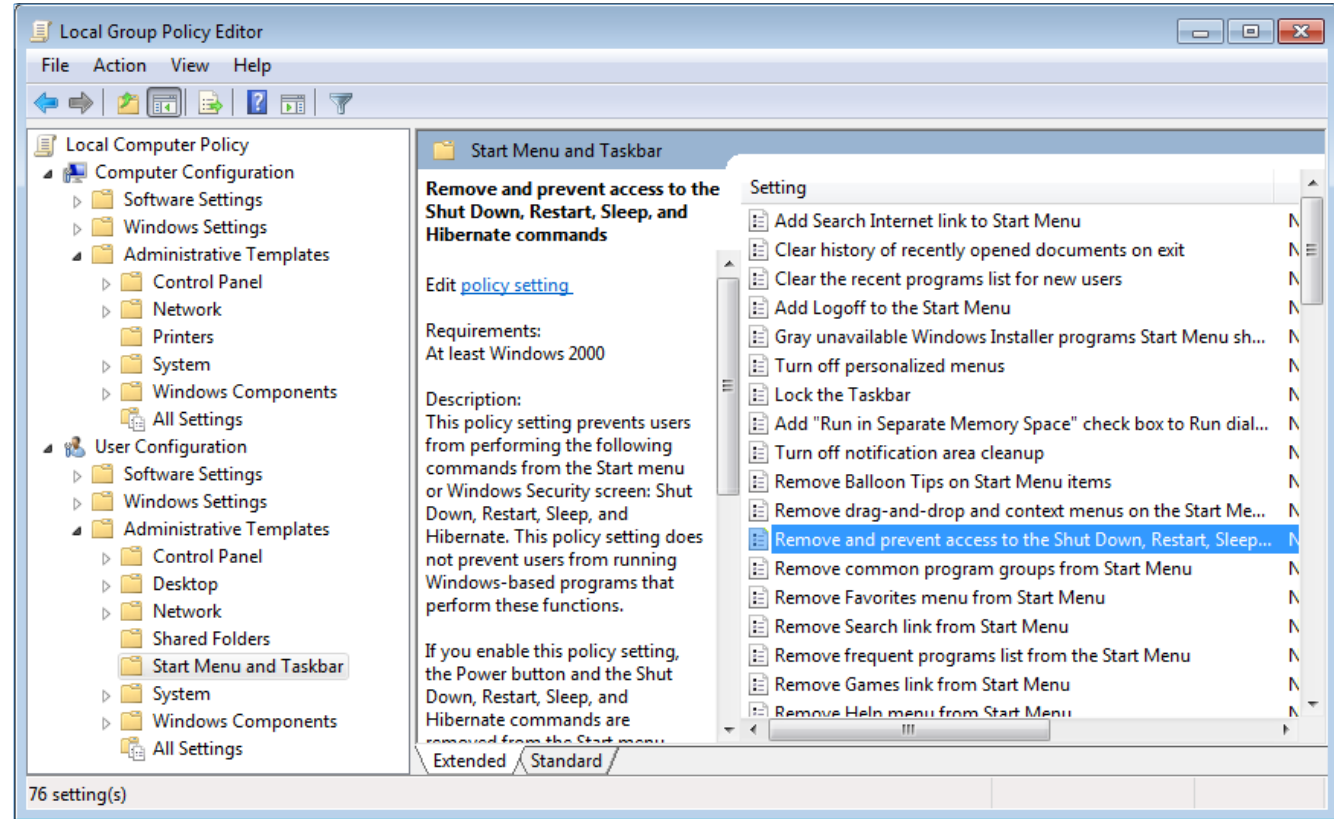 Local Group Policy Editor
File Action View Help
Local Computer Policy
Computer Configuration
Software Settings
Windows Settings
Administrative Templates
Control Panel
Network
Printers
System
Windows Components
All Settings
User Configuration
Software Settings
Windows Settings
Administrative Templates
Control Panel
Desktop
Network
Shared Folders
Start Menu and Taskbar
System
Windows Components
All Settings
Start Menu and Taskbar
Remove and prevent access to the
Shut Down, Restart, Sleep, and
Hibernate commands
Edit policy setting
Requirements:
At least Windows 2000
Description:
This policy setting prevents users
from performing the following
commands from the Start menu
or Windows Security screen: Shut
Down, Restart, Sleep, and
Hibernate. This policy setting does
not prevent users from running
Windows-based programs that
perform these functions.
If you enable this policy setting,
the Power button and the Shut
Down, Restart, Sleep, and
Hibernate commands are
removed from the Start menu
Setting
Add Search Internet link to Start Menu N
Clear history of recently opened documents on exit N
Clear the recent programs list for new users N
Add Logoff to the Start Menu N
Gray unavailable Windows Installer programs Start Menu sh... N
Turn off personalized menus N
Lock the Taskbar N
Add "Run in Separate Memory Space" check box to Run dial... N
Turn off notification area cleanup N
Remove Balloon Tips on Start Menu items N
Remove drag-and-drop and context menus on the Start Me... N
Remove and prevent access to the Shut Down, Restart, Sleep... N
Remove common program groups from Start Menu N
Remove Favorites menu from Start Menu N
Remove Search link from Start Menu N
Remove frequent programs list from the Start Menu N
Remove Games link from Start Menu N
Remove Help menu from Start Menu N
Extended Standard
76 setting(s)